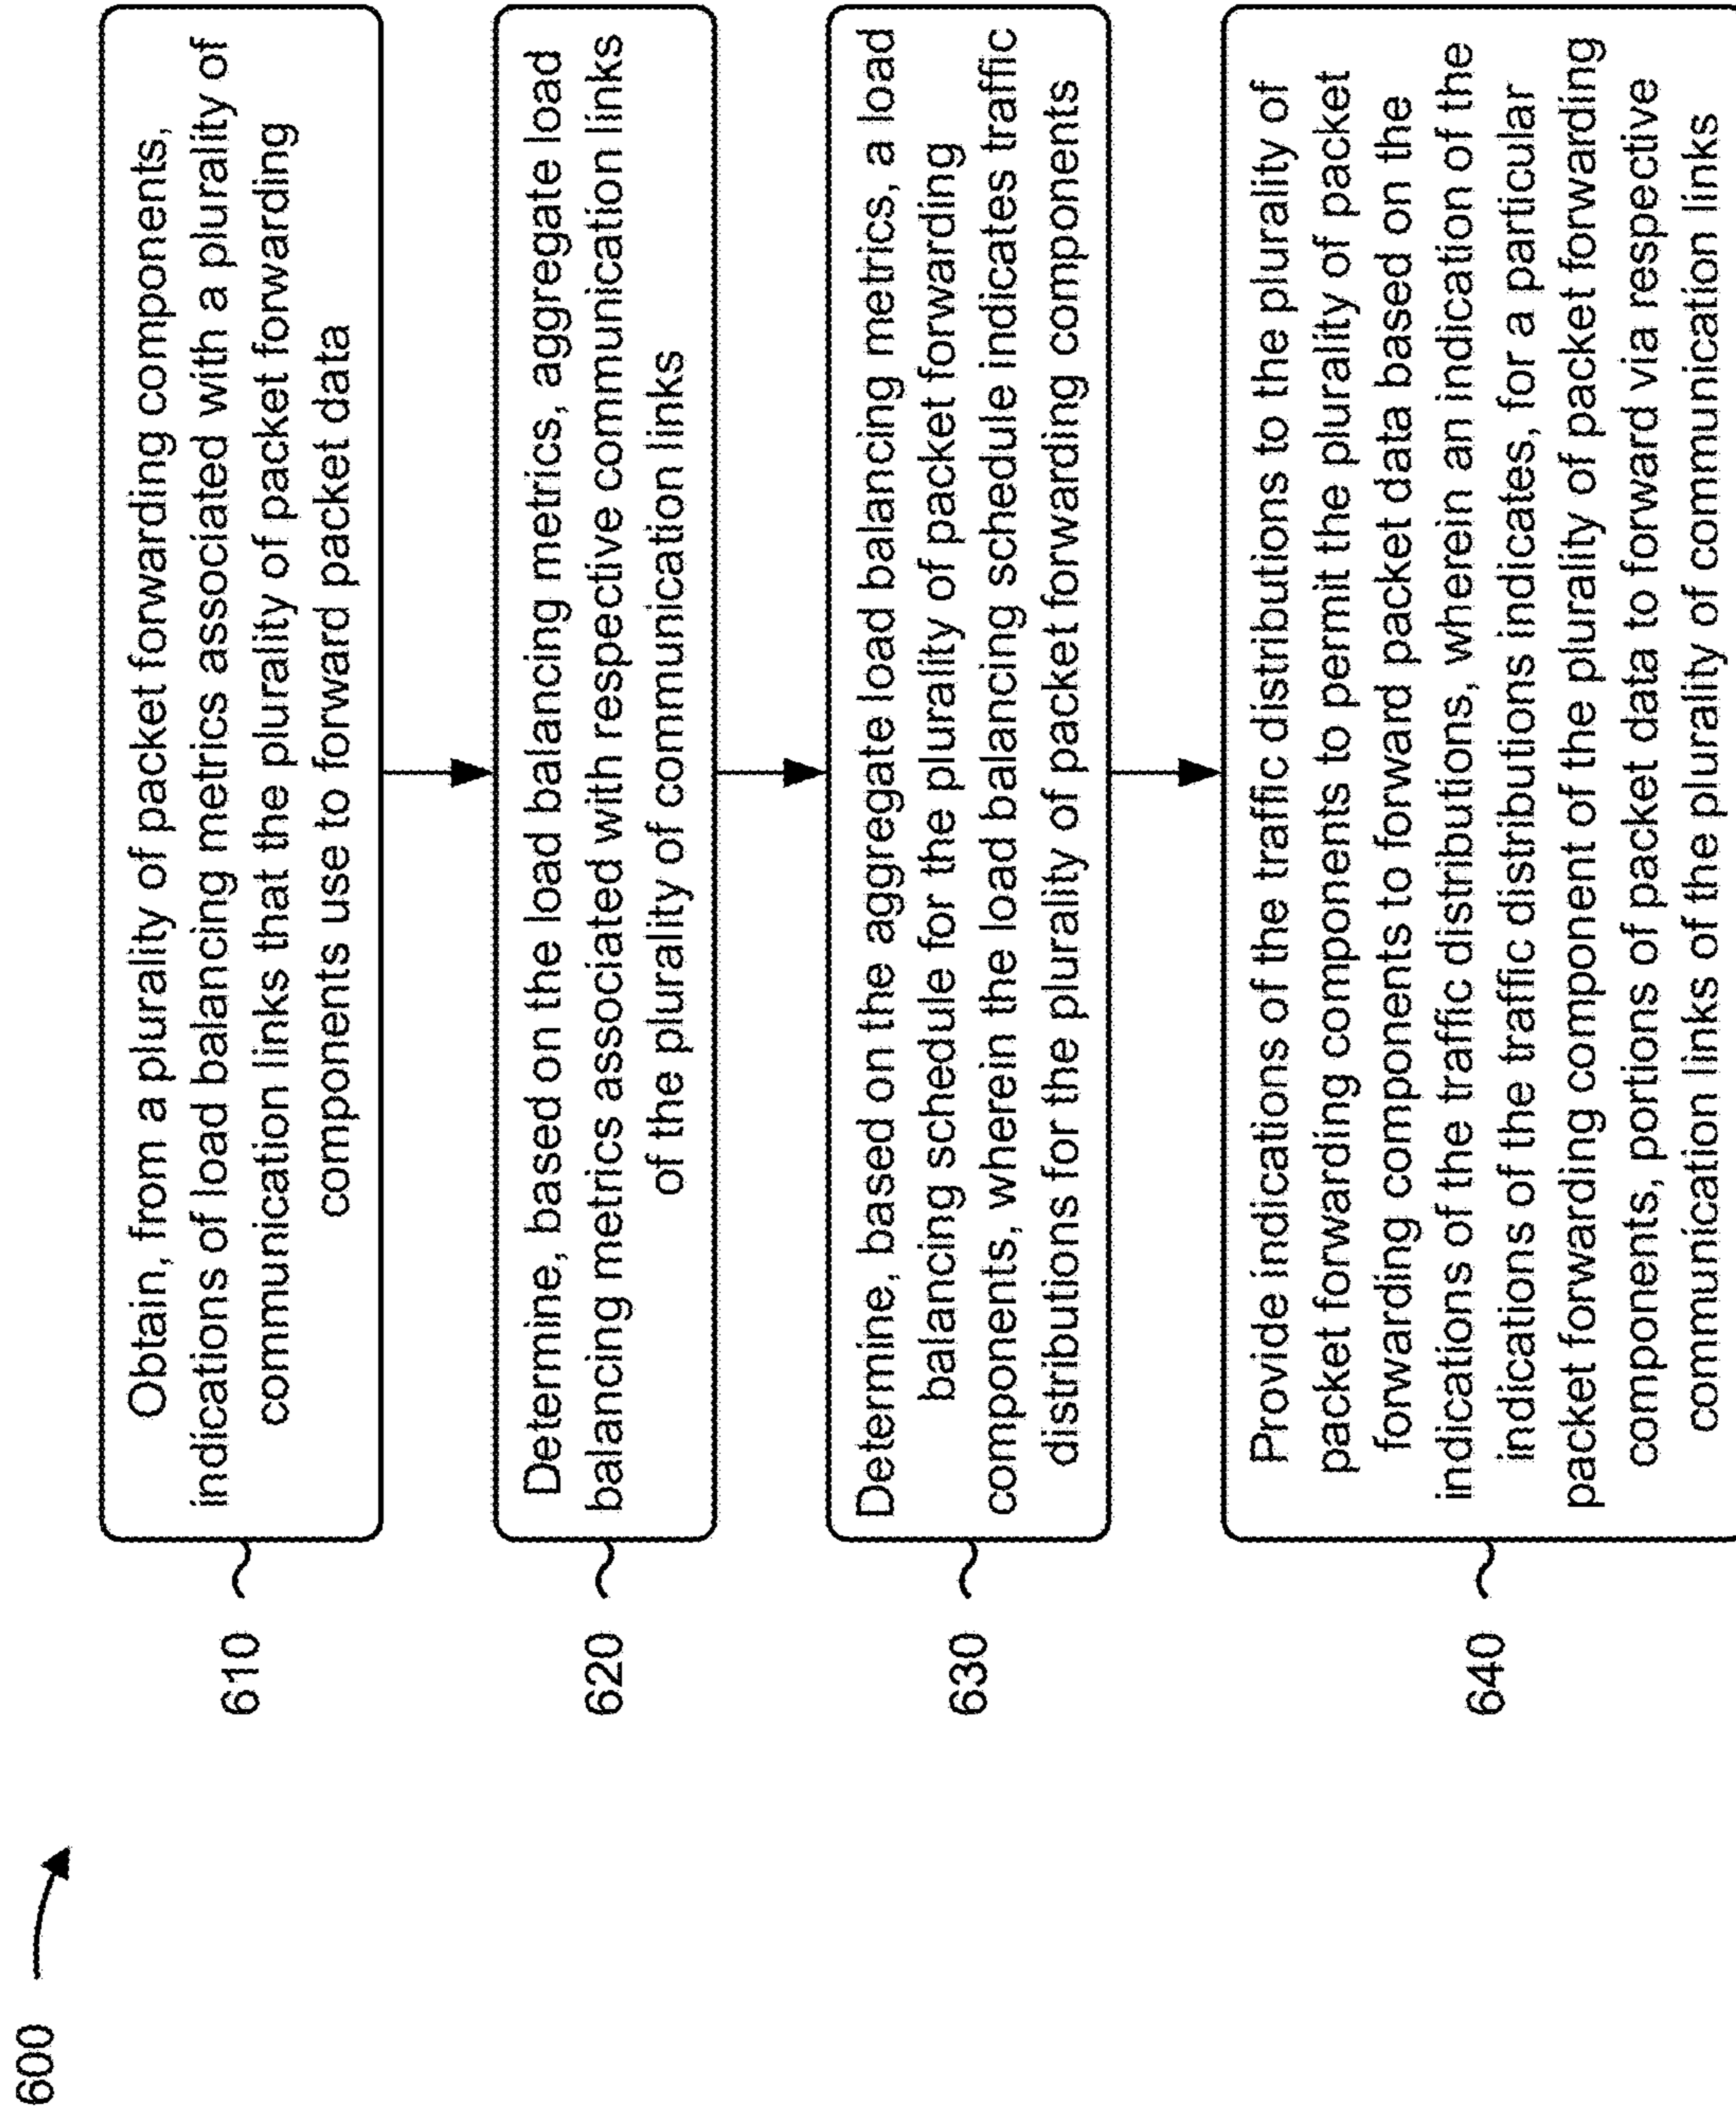 600
610
Obtain, from a plurality of packet forwarding components,
indications of load balancing metrics associated with a plurality of
communication links that the plurality of packet forwarding
components use to forward packet data
620
Determine, based on the load balancing metrics, aggregate load
balancing metrics associated with respective communication links
of the plurality of communication links
630
Determine, based on the aggregate load balancing metrics, a load
balancing schedule for the plurality of packet forwarding
components, wherein the load balancing schedule indicates traffic
distributions for the plurality of packet forwarding components
640
Provide indications of the traffic distributions to the plurality of
packet forwarding components to permit the plurality of packet
forwarding components to forward packet data based on the
indications of the traffic distributions, wherein an indication of the
indications of the traffic distributions indicates, for a particular
packet forwarding component of the plurality of packet forwarding
components, portions of packet data to forward via respective
communication links of the plurality of communication links